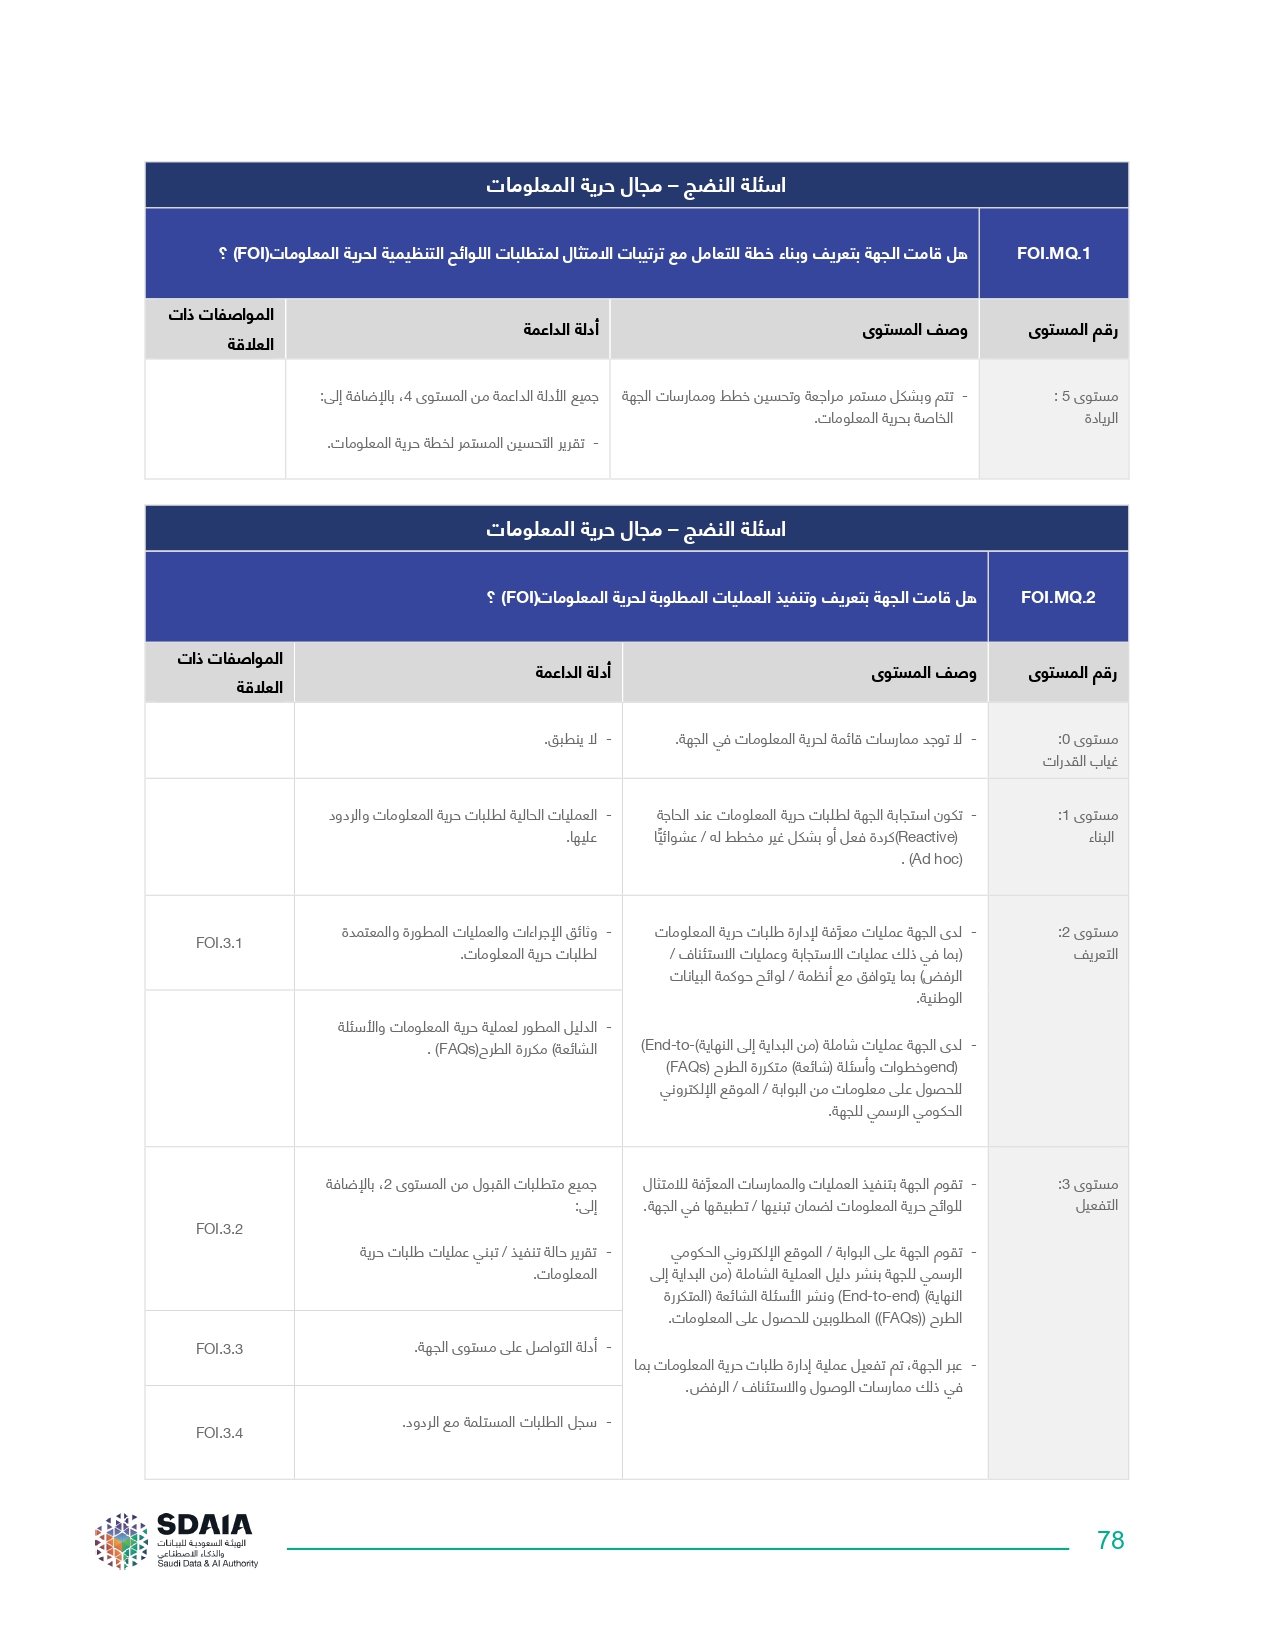 اسئلة النضج – مجال حرية المعلومات
FOI.MQ.1
هل قامت الجهة بتعريف وبناء خطة للتعامل مع ترتيبات الامتثال لمتطلبات اللوائح التنظيمية لحرية المعلومات(FOI) ؟
رقم المستوى
وصف المستوى
أدلة الداعمة
المواصفات ذات
العلاقة
مستوى 5 :
الريادة
- تتم وبشكل مستمر مراجعة وتحسين خطط وممارسات الجهة
الخاصة بحرية المعلومات.
جميع الأدلة الداعمة من المستوى 4، بالإضافة إلى:
- تقرير التحسين المستمر لخطة حرية المعلومات.
اسئلة النضج – مجال حرية المعلومات
FOI.MQ.2
هل قامت الجهة بتعريف وتنفيذ العمليات المطلوبة لحرية المعلومات(FOI) ؟
رقم المستوى
وصف المستوى
أدلة الداعمة
المواصفات ذات
العلاقة
مستوى 0:
غياب القدرات
- لا توجد ممارسات قائمة لحرية المعلومات في الجهة.
- لا ينطبق.
مستوى 1:
البناء
- تكون استجابة الجهة لطلبات حرية المعلومات عند الحاجة
(Reactive)كردة فعل أو بشكل غير مخطط له / عشوائيًّا
(Ad hoc) .
- العمليات الحالية لطلبات حرية المعلومات والردود
عليها.
مستوى 2:
التعريف
- لدى الجهة عمليات معرَّفة لإدارة طلبات حرية المعلومات
(بما في ذلك عمليات الاستجابة وعمليات الاستئناف /
الرفض) بما يتوافق مع أنظمة / لوائح حوكمة البيانات
الوطنية.
- لدى الجهة عمليات شاملة (من البداية إلى النهاية)(End-to-
end)وخطوات وأسئلة (شائعة) متكررة الطرح (FAQs)
للحصول على معلومات من البوابة / الموقع الإلكتروني
الحكومي الرسمي للجهة.
- وثائق الإجراءات والعمليات المطورة والمعتمدة
لطلبات حرية المعلومات.
FOI.3.1
- الدليل المطور لعملية حرية المعلومات والأسئلة
الشائعة) مكررة الطرح(FAQs) .
مستوى 3:
التفعيل
- تقوم الجهة بتنفيذ العمليات والممارسات المعرَّفة للامتثال
للوائح حرية المعلومات لضمان تبنيها / تطبيقها في الجهة.
- تقوم الجهة على البوابة / الموقع الإلكتروني الحكومي
الرسمي للجهة بنشر دليل العملية الشاملة (من البداية إلى
النهاية) (End-to-end) ونشر الأسئلة الشائعة (المتكررة
الطرح ((FAQs)) المطلوبين للحصول على المعلومات.
- عبر الجهة، تم تفعيل عملية إدارة طلبات حرية المعلومات بما
في ذلك ممارسات الوصول والاستئناف / الرفض.
جميع متطلبات القبول من المستوى 2، بالإضافة
إلى:
- تقرير حالة تنفيذ / تبني عمليات طلبات حرية
المعلومات.
FOI.3.2
- أدلة التواصل على مستوى الجهة.
FOI.3.3
- سجل الطلبات المستلمة مع الردود.
FOI.3.4
SDAIA
الهيئة السعودية للبيانات
والذكاء الاصطناعي
Saudi Data & AI Authority
78